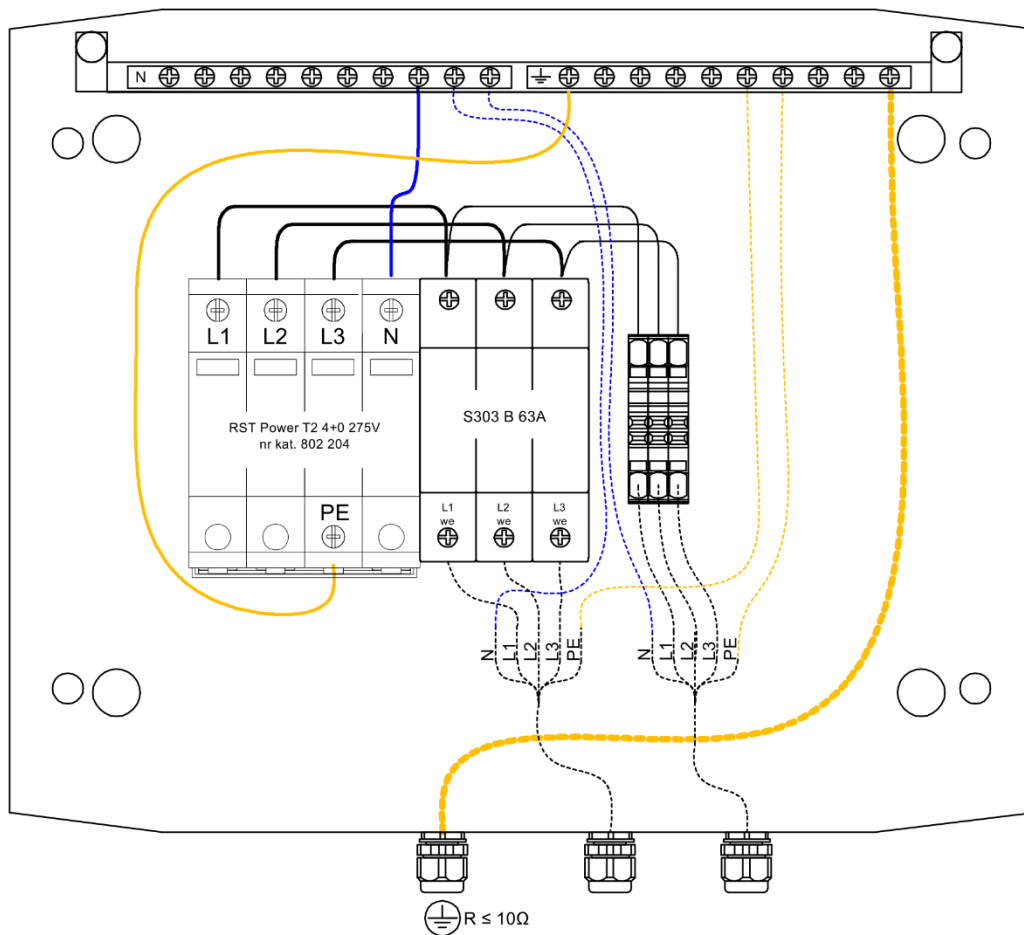 N
L1 L2 L3 N
RST Power T2 4+0 275V
nr kat. 802 204
S303 B 63A
PE
L1 L2 L3
we we we
N L1 L2 L3 PE
N L1 L2 L3 PE
R ≤ 10Ω